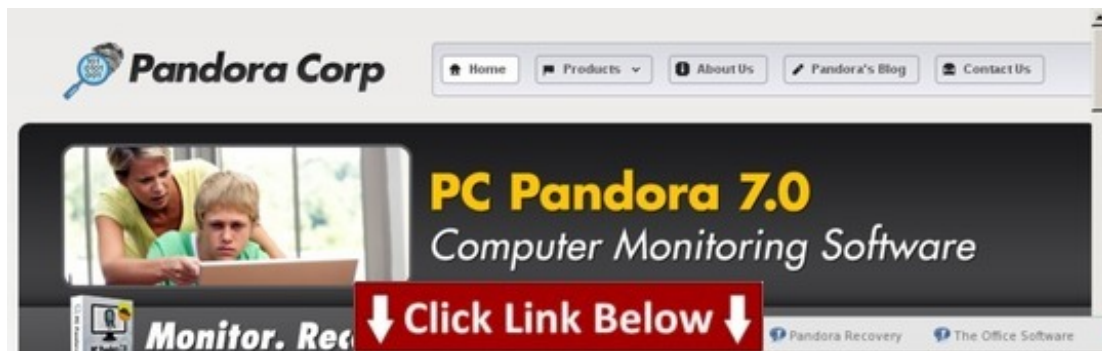 Pandora Corp
Home Products About Us Pandora's Blog Contact Us
PC Pandora 7.0
Computer Monitoring Software
Monitor.
Click Link Below
Pandora Recovery The Office Software